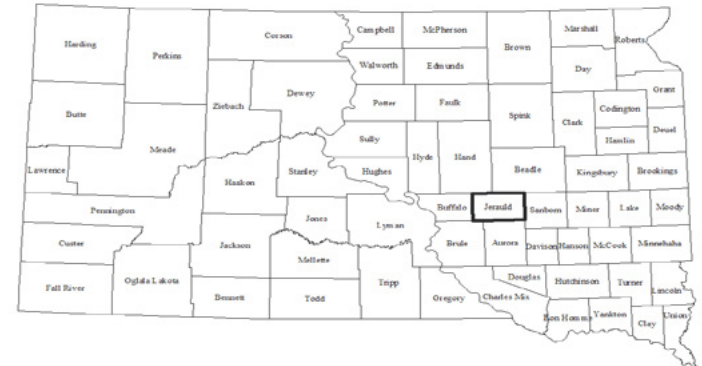 Harding
Perkins
Corson
Campbell
McPherson
Brown
Marshall
Roberts
Walworth
Edmunds
Day
Butte
Meade
Ziebach
Dewey
Potter
Faulk
Spink
Clark
Codington
Grant
Deuel
Hamlin
Sully
Hyde
Hand
Lawrence
Haakon
Stanley
Hughes
Beadle
Kingsbury
Brookings
Pennington
Jones
Lyman
Buffalo
Jerauld
Sanborn
Miner
Lake
Moody
Custer
Jackson
Brule
Aurora
Davison
Hanson
McCook
Minnehaha
Mellette
Fall River
Oglala Lakota
Bennett
Todd
Tripp
Gregory
Charles Mix
Douglas
Hutchinson
Turner
Lincoln
Bon Homme
Yankton
Clay
Union